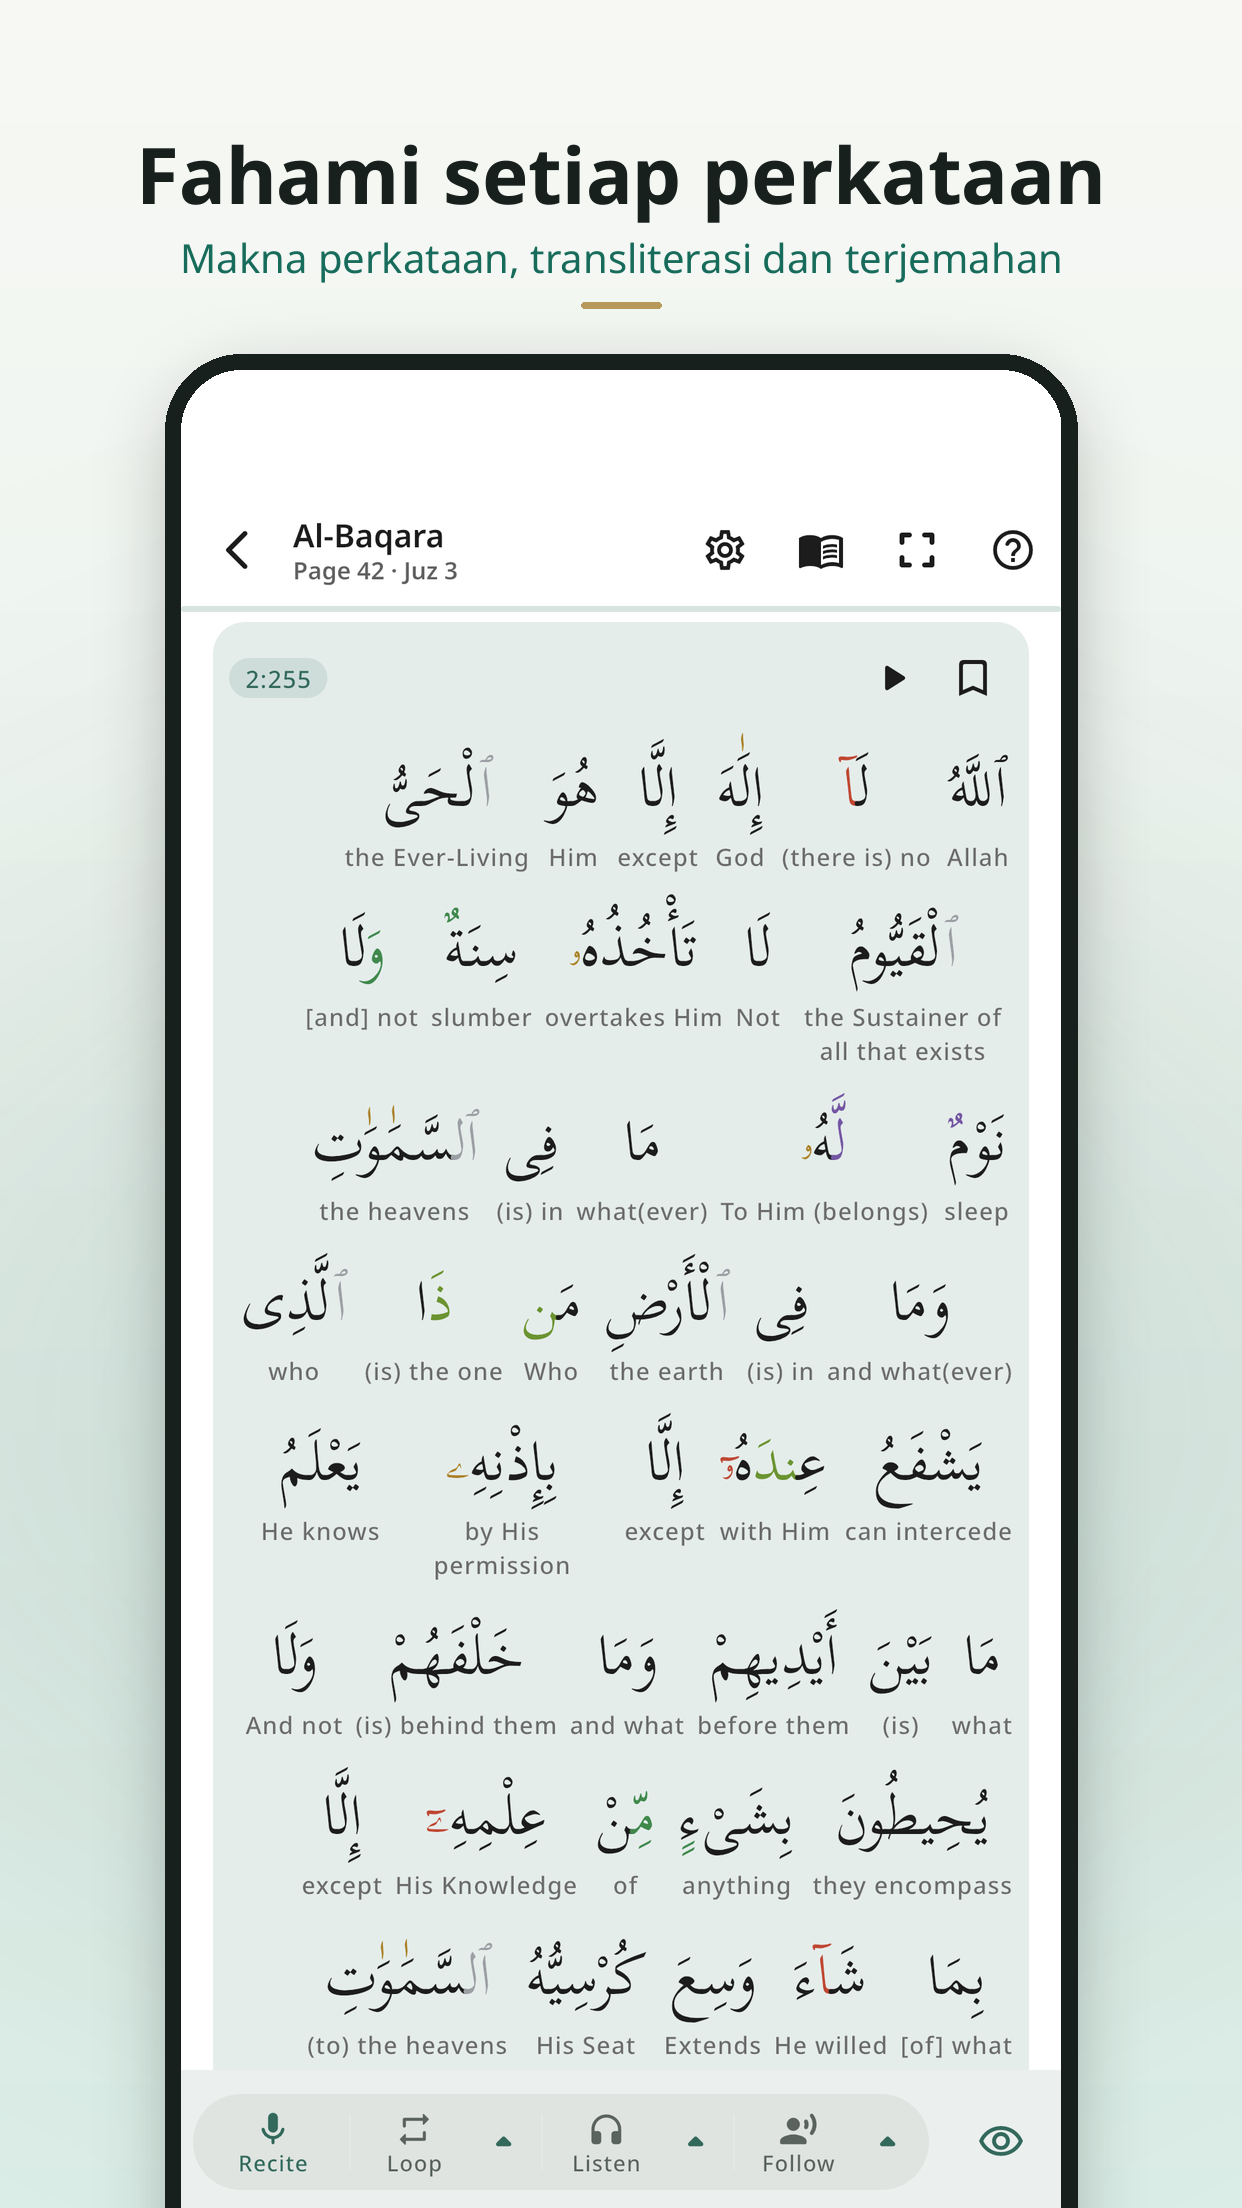 Fahami setiap perkataan
Makna perkataan, transliterasi dan terjemahan
Al-Baqara
Page 42 · Juz 3
2:255
ٱللَّهُ لَآ إِلَٰهَ إِلَّا هُوَ ٱلْحَىُّ
the Ever-Living Him except God (there is) no Allah
ٱلْقَيُّومُ لَا تَأْخُذُهُۥ سِنَةٌ وَلَا
[and] not slumber overtakes Him Not the Sustainer of
all that exists
نَوْمٌ لَّهُۥ مَا فِى ٱلسَّمَٰوَٰتِ
the heavens (is) in what(ever) To Him (belongs) sleep
وَمَا فِى ٱلْأَرْضِ مَن ذَا ٱلَّذِى
who (is) the one Who the earth (is) in and what(ever)
يَشْفَعُ عِندَهُۥٓ إِلَّا بِإِذْنِهِۦ يَعْلَمُ
He knows by His except with Him can intercede
permission
مَا بَيْنَ أَيْدِيهِمْ وَمَا خَلْفَهُمْ وَلَا
And not (is) behind them and what before them (is) what
يُحِيطُونَ بِشَىْءٍ مِّنْ عِلْمِهِۦٓ إِلَّا
except His Knowledge of anything they encompass
بِمَا شَآءَ وَسِعَ كُرْسِيُّهُ ٱلسَّمَٰوَٰتِ
(to) the heavens His Seat Extends He willed [of] what
Recite Loop Listen Follow